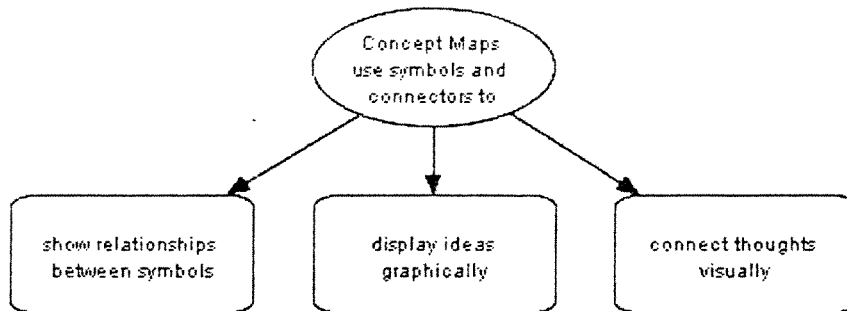 Concept Maps
use symbols and
connectors to
show relationships
between symbols
display ideas
graphically
connect thoughts
visually